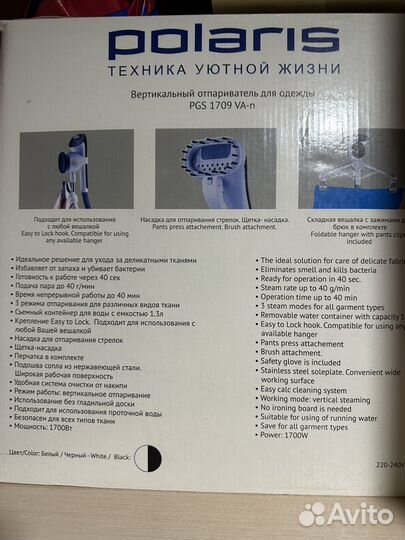 polaris
ТЕХНИКА УЮТНОЙ ЖИЗНИ
Вертикальный отпариватель для одежды
PGS 1709 VA-n
Подходит для использования
с любой вешалкой
Easy to Lock hook. Compatible for using
any available hanger
Насадка для отпаривания стрелок. Щетка- насадка.
Pants press attachement. Brush attachment.
Складная вешалка с зажимами д
брюк в комплекте
Foldable hanger with pants clips
included
• Идеальное решение для ухода за деликатными тканями
• Избавляет от запаха и убивает бактерии
• Готовность к работе через 40 сек
• Подача пара до 40 г/мин
• Время непрерывной работы до 40 мин
• 3 режима отпаривания для различных видов ткани
• Съемный контейнер для воды с емкостью 1.3л
• Крепление Easy to Lock. Подходит для использования с
любой Вашей вешалкой
• Насадка для отпаривания стрелок
• Щетка-насадка
• Перчатка в комплекте
• Подошва сопла из нержавеющей стали.
Широкая рабочая поверхность
• Удобная система очистки от накипи
• Режим работы: вертикальное отпаривание
• Использование без гладильной доски
• Подходит для использования проточной воды
• Безопасен для всех типов ткани
• Мощность: 1700Вт
• The ideal solution for care of delicate fabri
• Eliminates smell and kills bacteria
• Ready for operation in 40 sec.
• Steam rate up to 40 g/min
• Operation time up to 40 min
• 3 steam modes for all garment types
• Removable water container with capacity 1
• Easy to Lock hook. Compatible for using any
available hanger
• Pants press attachement
• Brush attachment.
• Safety glove is included
• Stainless steel soleplate. Convenient wide
working surface
• Easy calc cleaning system
• Working mode: vertical steaming
• No ironing board is needed
• Suitable for using of running water
• Save for all garment types
• Power: 1700W
Цвет/Color: Белый / Черный - White / Black:
220-240V
Avito